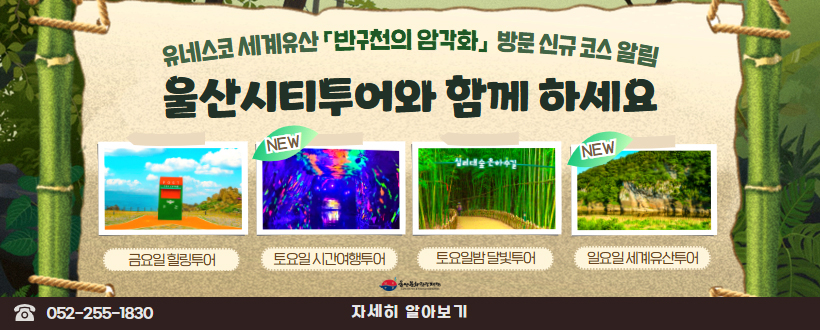 유네스코 세계유산 「반구천의 암각화」 방문 신규 코스 알림
울산시티투어와 함께 하세요
NEW
NEW
십리대숲 은하수길
금요일 힐링투어
토요일 시간여행투어
토요일밤 달빛투어
일요일 세계유산투어
052-255-1830
자세히 알아보기